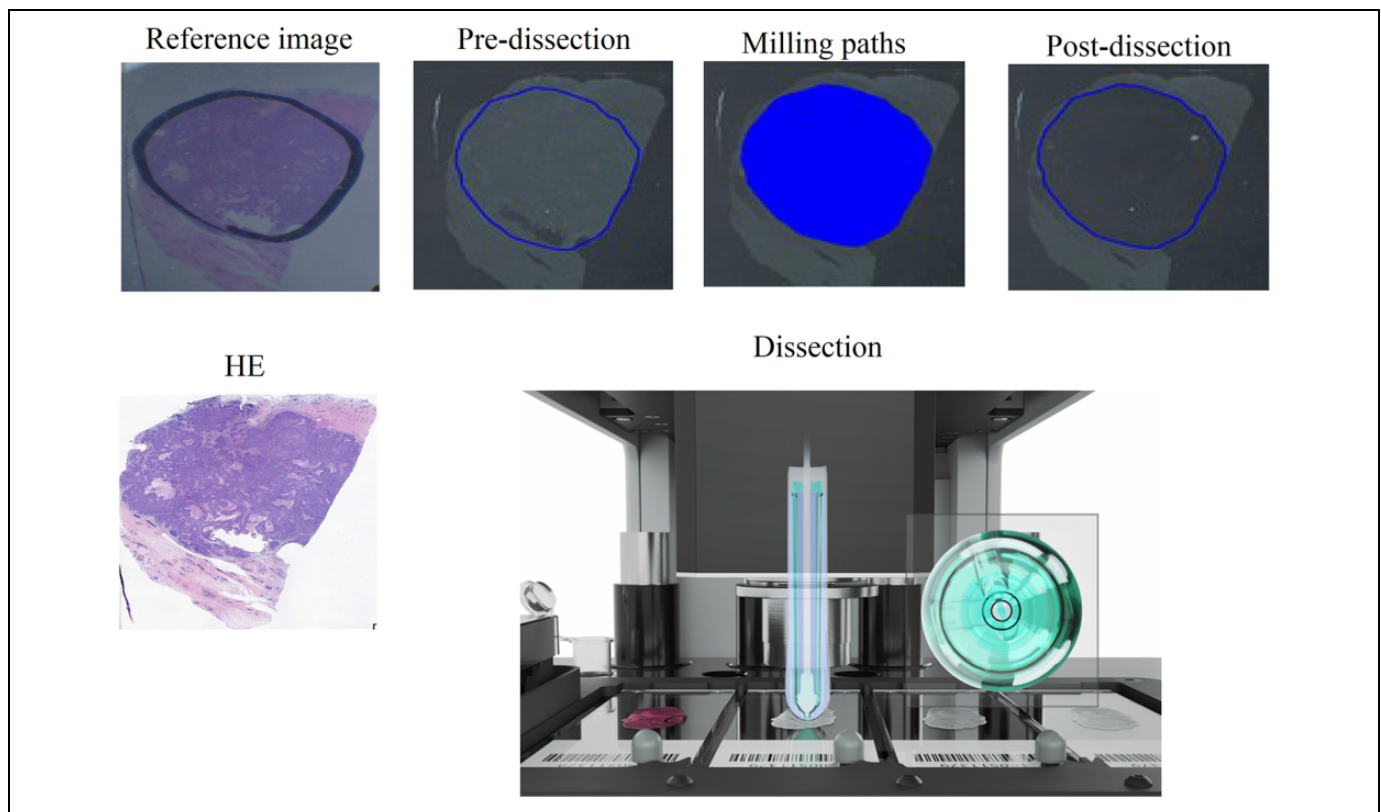 Reference image
Pre-dissection
Milling paths
Post-dissection
HE
Dissection